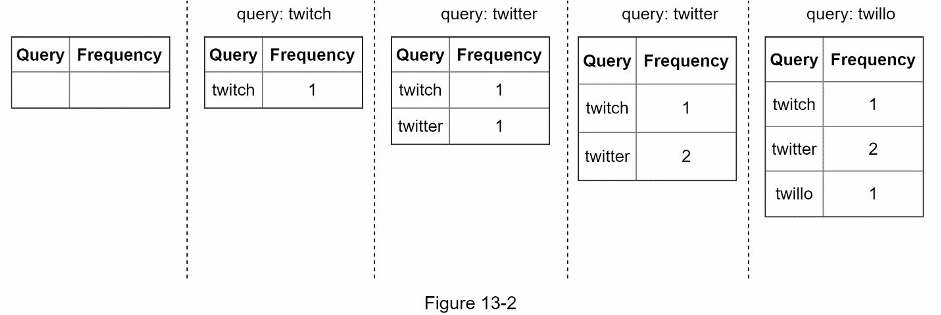 query: twitch
query: twitter
query: twitter
query: twillo
Query Frequency
Query Frequency
twitch 1
Query Frequency
twitch 1
twitter 1
Query Frequency
twitch 1
twitter 2
Query Frequency
twitch 1
twitter 2
twillo 1
Figure 13-2